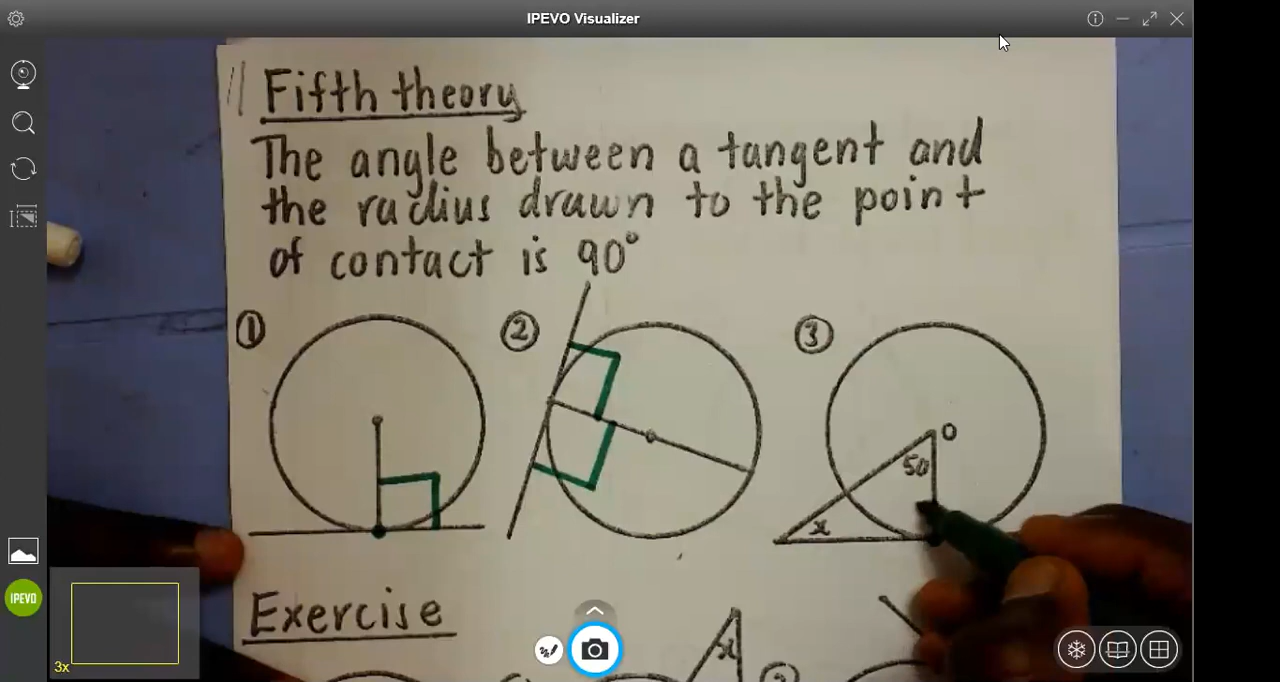 IPEVO Visualizer
Fifth theory
The angle between a tangent and
the radius drawn to the point
of contact is 90°
1
2
3
O
50
x
Exercise
x
IPEVO
3x